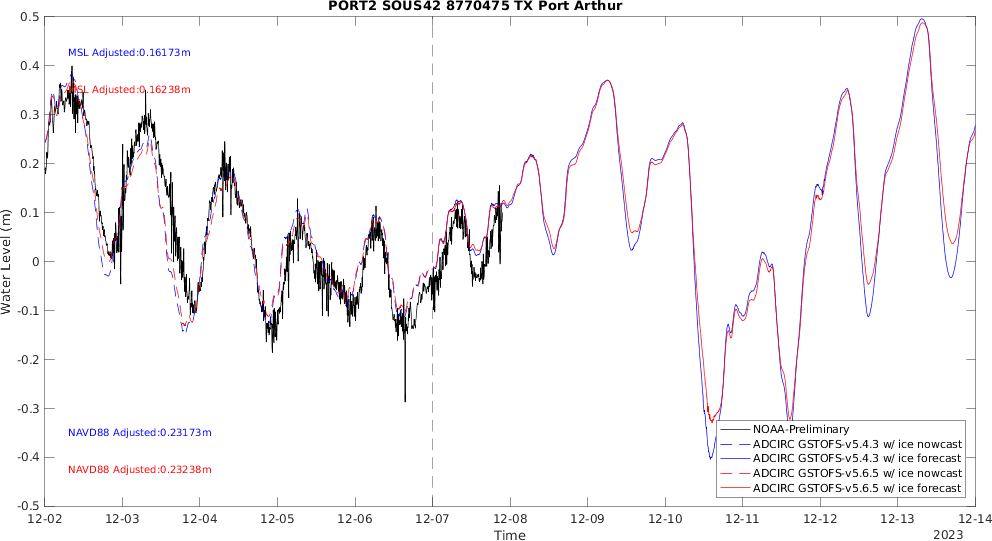 PORT2 SOUS42 8770475 TX Port Arthur
0.5
0.4
0.3
0.2
0.1
0
-0.1
-0.2
-0.3
-0.4
-0.5
Water Level (m)
MSL Adjusted:0.16173m
MSL Adjusted:0.16238m
NAVD88 Adjusted:0.23173m
NAVD88 Adjusted:0.23238m
NOAA-Preliminary
ADCIRC GSTOFS-v5.4.3 w/ ice nowcast
ADCIRC GSTOFS-v5.4.3 w/ ice forecast
ADCIRC GSTOFS-v5.6.5 w/ ice nowcast
ADCIRC GSTOFS-v5.6.5 w/ ice forecast
12-02 12-03 12-04 12-05 12-06 12-07 12-08 12-09 12-10 12-11 12-12 12-13 12-14
Time
2023